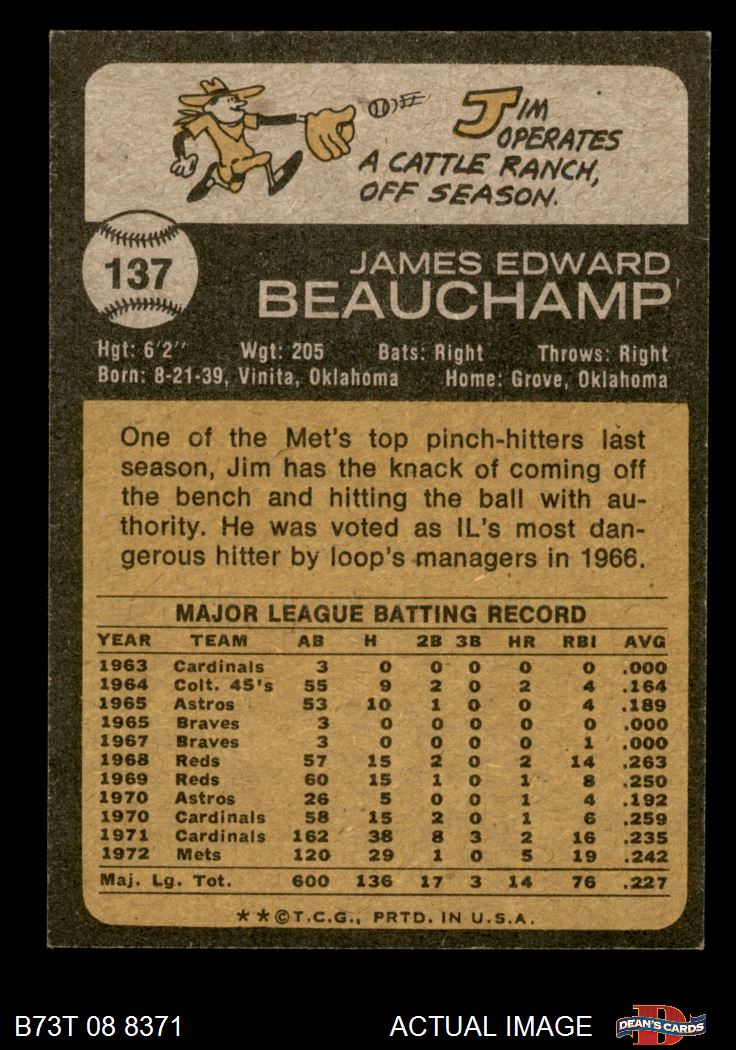 JIM
OPERATES
A CATTLE RANCH,
OFF SEASON.
137
JAMES EDWARD
BEAUCHAMP
Hgt: 6'2" Wgt: 205 Bats: Right Throws: Right
Born: 8-21-39, Vinita, Oklahoma Home: Grove, Oklahoma
One of the Met's top pinch-hitters last
season, Jim has the knack of coming off
the bench and hitting the ball with au-
thority. He was voted as IL's most dan-
gerous hitter by loop's managers in 1966.
MAJOR LEAGUE BATTING RECORD
YEAR TEAM AB H 2B 3B HR RBI AVG
1963 Cardinals 3 0 0 0 0 0 .000
1964 Colt. 45's 55 9 2 0 2 4 .164
1965 Astros 53 10 1 0 0 4 .189
1965 Braves 3 0 0 0 0 0 .000
1967 Braves 3 0 0 0 0 1 .000
1968 Reds 57 15 2 0 2 14 .263
1969 Reds 60 15 1 0 1 8 .250
1970 Astros 26 5 0 0 1 4 .192
1970 Cardinals 58 15 2 0 1 6 .259
1971 Cardinals 162 38 8 3 2 16 .235
1972 Mets 120 29 1 0 5 19 .242
Maj. Lg. Tot. 600 136 17 3 14 76 .227
**©T.C.G., PRTD. IN U.S.A.
B73T 08 8371 ACTUAL IMAGE D DEAN'S CARDS